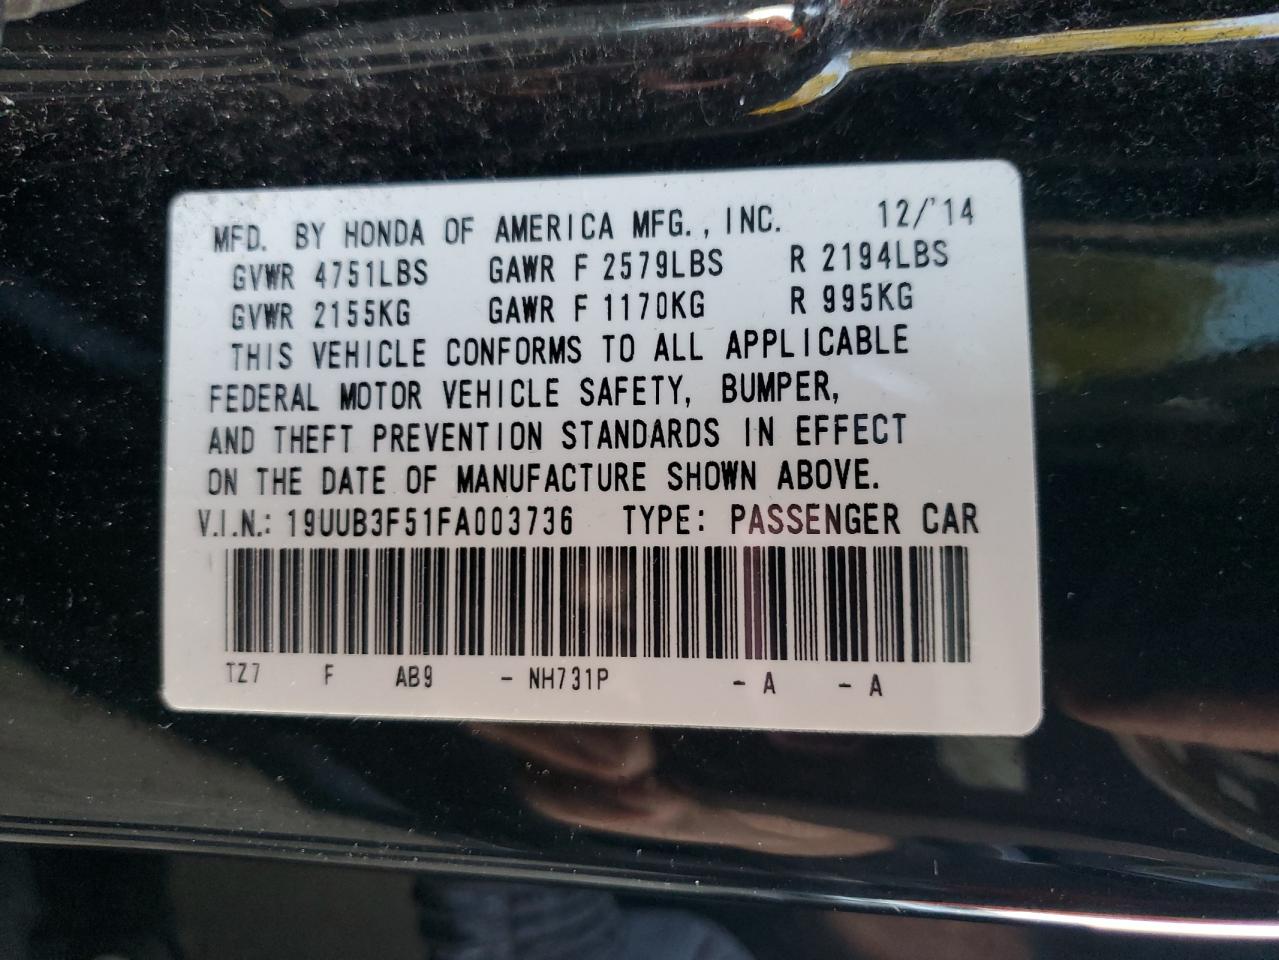 MFD. BY HONDA OF AMERICA MFG., INC. 12/'14
GVWR 4751LBS GAWR F 2579LBS R 2194LBS
GVWR 2155KG GAWR F 1170KG R 995KG
THIS VEHICLE CONFORMS TO ALL APPLICABLE
FEDERAL MOTOR VEHICLE SAFETY, BUMPER,
AND THEFT PREVENTION STANDARDS IN EFFECT
ON THE DATE OF MANUFACTURE SHOWN ABOVE.
V.I.N.: 19UUB3F51FA003736 TYPE: PASSENGER CAR
TZ7 F AB9 - NH731P - A - A